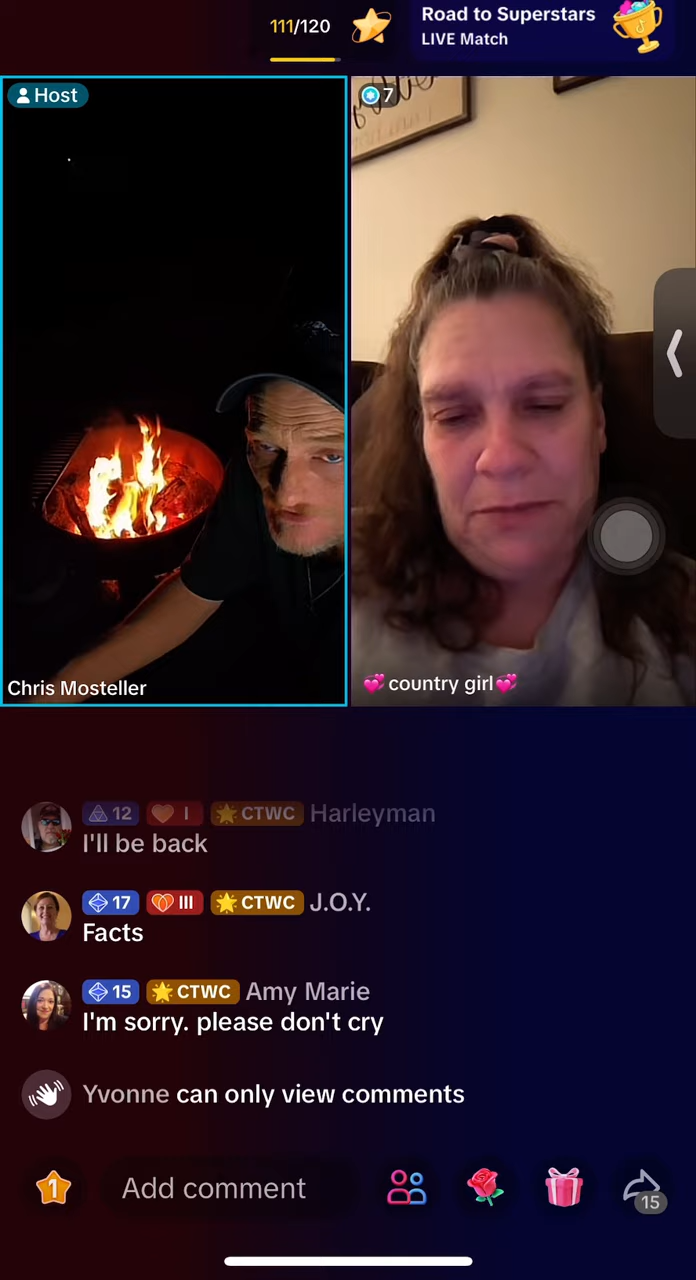 111/120
Road to Superstars
LIVE Match
Host
7
Chris Mosteller
💞 country girl💞
12 I CTWC Harleyman
I'll be back
17 III CTWC J.O.Y.
Facts
15 CTWC Amy Marie
I'm sorry. please don't cry
Yvonne can only view comments
1
Add comment
15